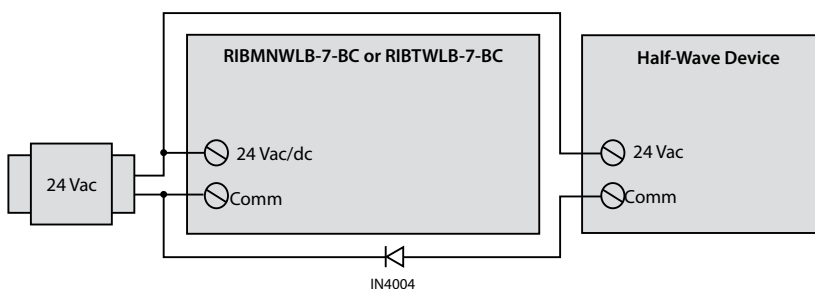 RIBMNWLB-7-BC or RIBTWLB-7-BC
Half-Wave Device
24 Vac
24 Vac/dc
Comm
24 Vac
Comm
IN4004